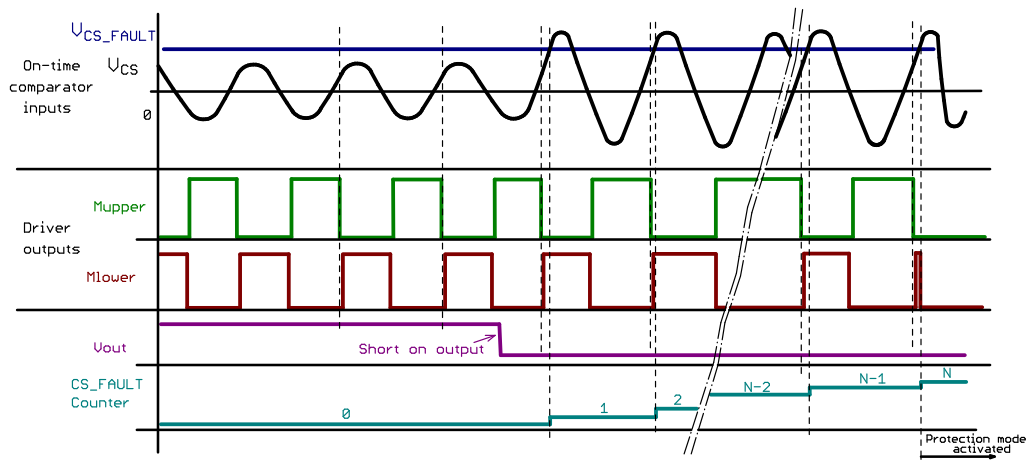 VCS_FAULT
On-time
comparator
inputs
VCS
0
Mupper
Driver
outputs
Mlower
Vout
Short on output
CS_FAULT
Counter
0
1
2
N-2
N-1
N
Protection mode
activated